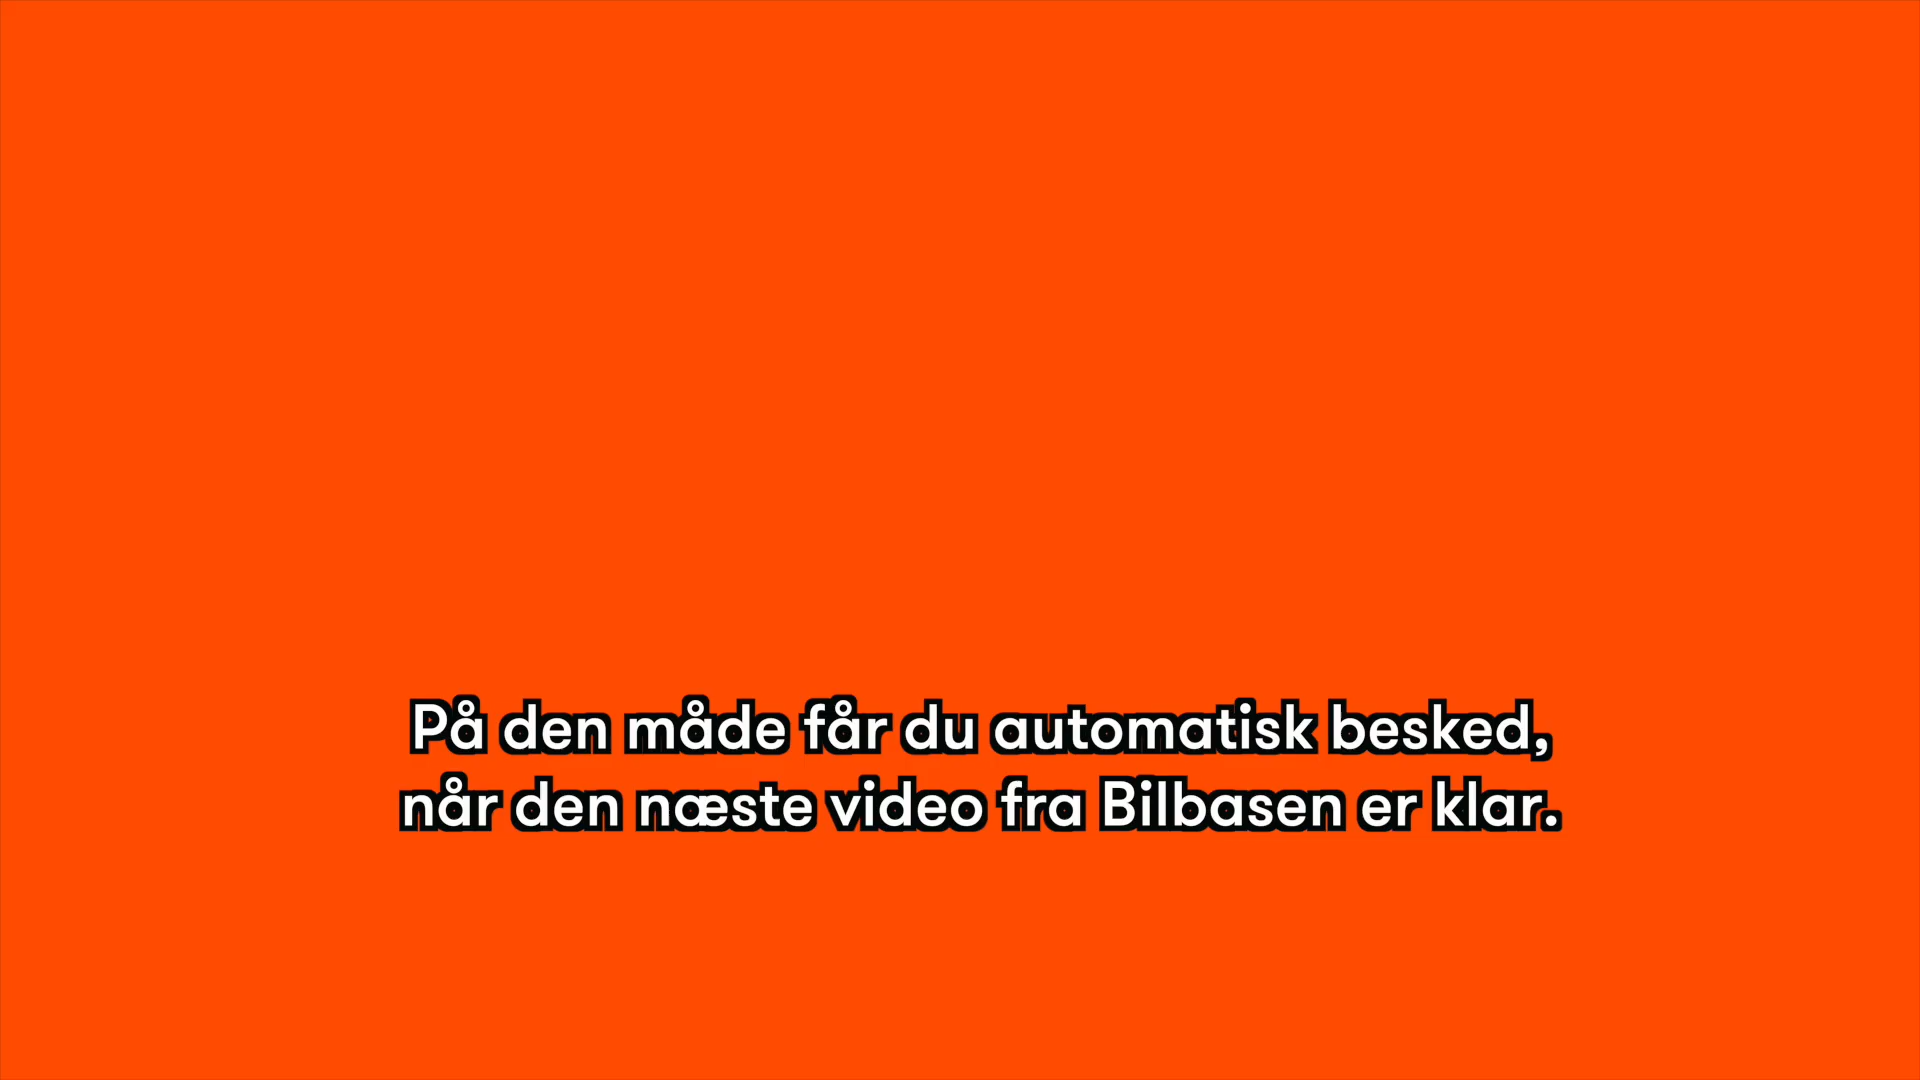 På den måde får du automatisk besked,
når den næste video fra Bilbasen er klar.